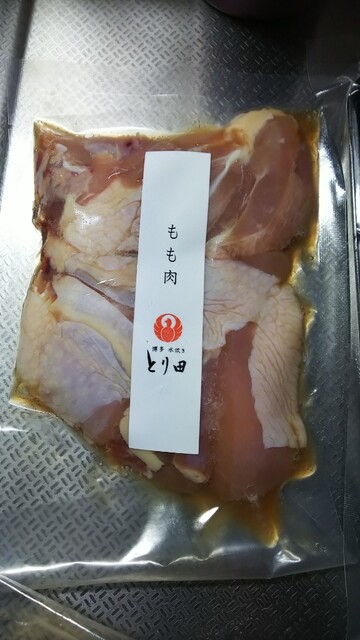 もも肉
博多 水炊き
とり田